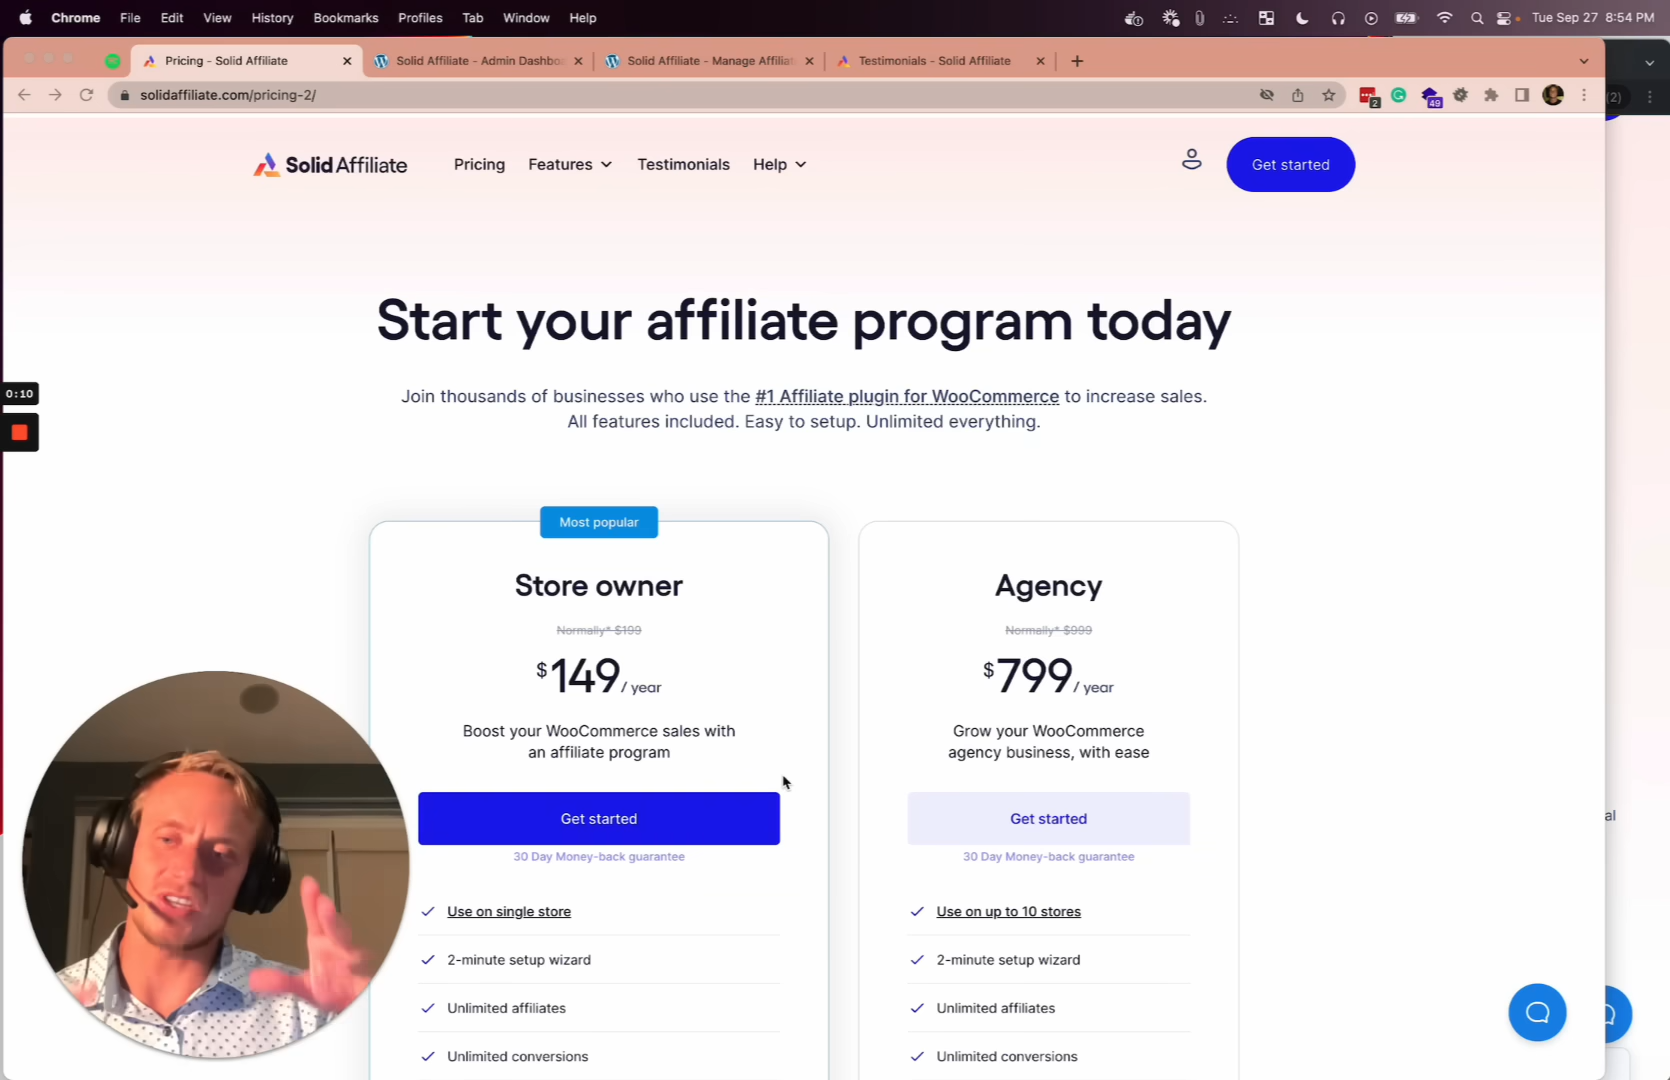 Chrome File Edit View History Bookmarks Profiles Tab Window Help Tue Sep 27 8:54 PM
Pricing - Solid Affiliate Solid Affiliate - Admin Dashbo Solid Affiliate - Manage Affiliat Testimonials - Solid Affiliate
solidaffiliate.com/pricing-2/ 2 49 (2)
Solid Affiliate Pricing Features Testimonials Help Get started
Start your affiliate program today
0:10
Join thousands of businesses who use the #1 Affiliate plugin for WooCommerce to increase sales.
All features included. Easy to setup. Unlimited everything.
Most popular
Store owner
Normally* $199
$149/ year
Boost your WooCommerce sales with
an affiliate program
Get started
30 Day Money-back guarantee
Use on single store
2-minute setup wizard
Unlimited affiliates
Unlimited conversions
Agency
Normally* $999
$799/ year
Grow your WooCommerce
agency business, with ease
Get started
30 Day Money-back guarantee
Use on up to 10 stores
2-minute setup wizard
Unlimited affiliates
Unlimited conversions
al